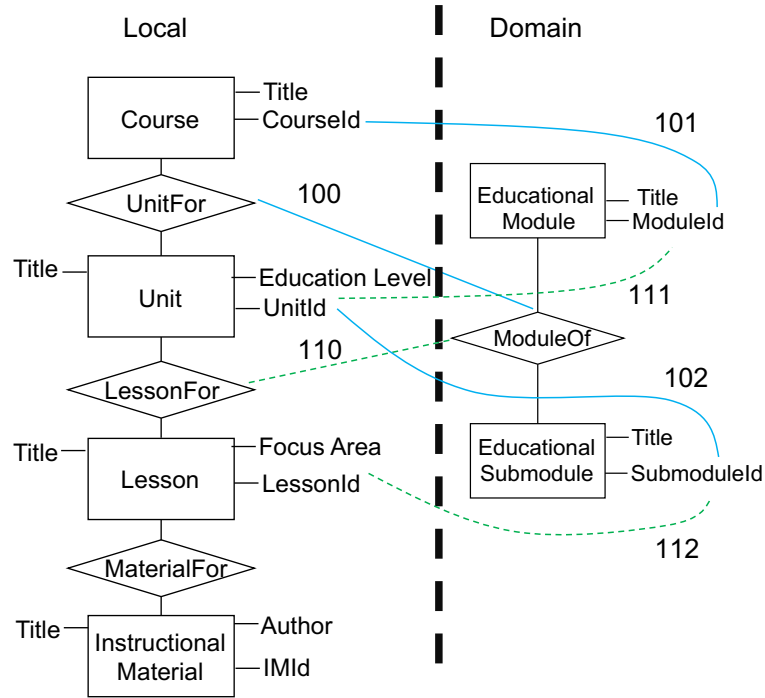 Local
Domain
Title
Course
CourseId
101
UnitFor
100
Educational
Module
Title
ModuleId
Title
Education Level
Unit
UnitId
111
ModuleOf
110
LessonFor
102
Title
Focus Area
Lesson
LessonId
Educational
Submodule
Title
SubmoduleId
112
MaterialFor
Title
Author
Instructional
Material
IMId